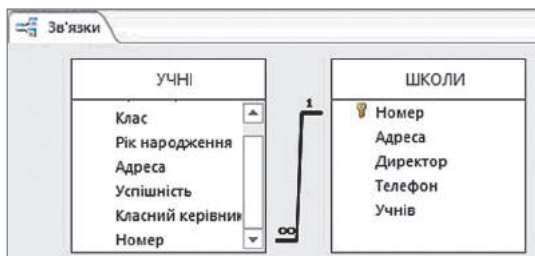 Зв'язки
УЧНІ
Клас
Рік народження
Адреса
Успішність
Класний керівник
Номер
1
∞
ШКОЛИ
Номер
Адреса
Директор
Телефон
Учнів